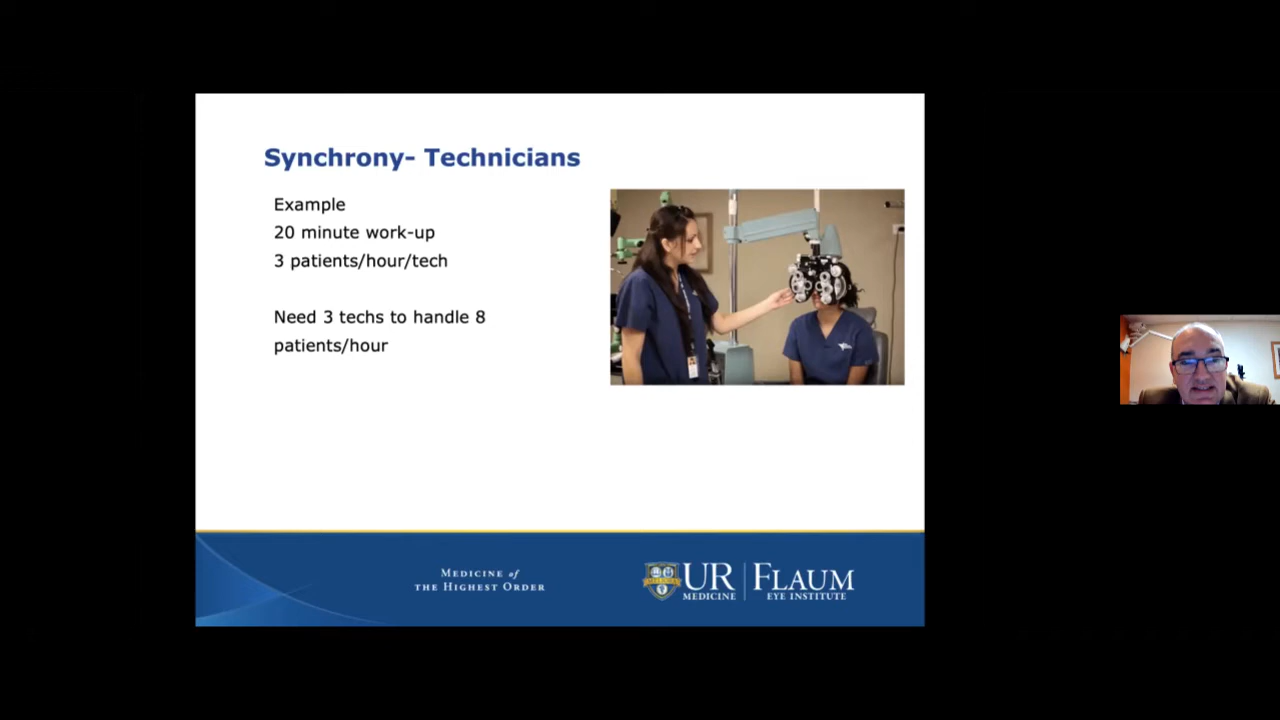 Synchrony- Technicians
Example
20 minute work-up
3 patients/hour/tech
Need 3 techs to handle 8
patients/hour
MEDICINE of
THE HIGHEST ORDER
MELIORA
UR
MEDICINE
FLAUM
EYE INSTITUTE